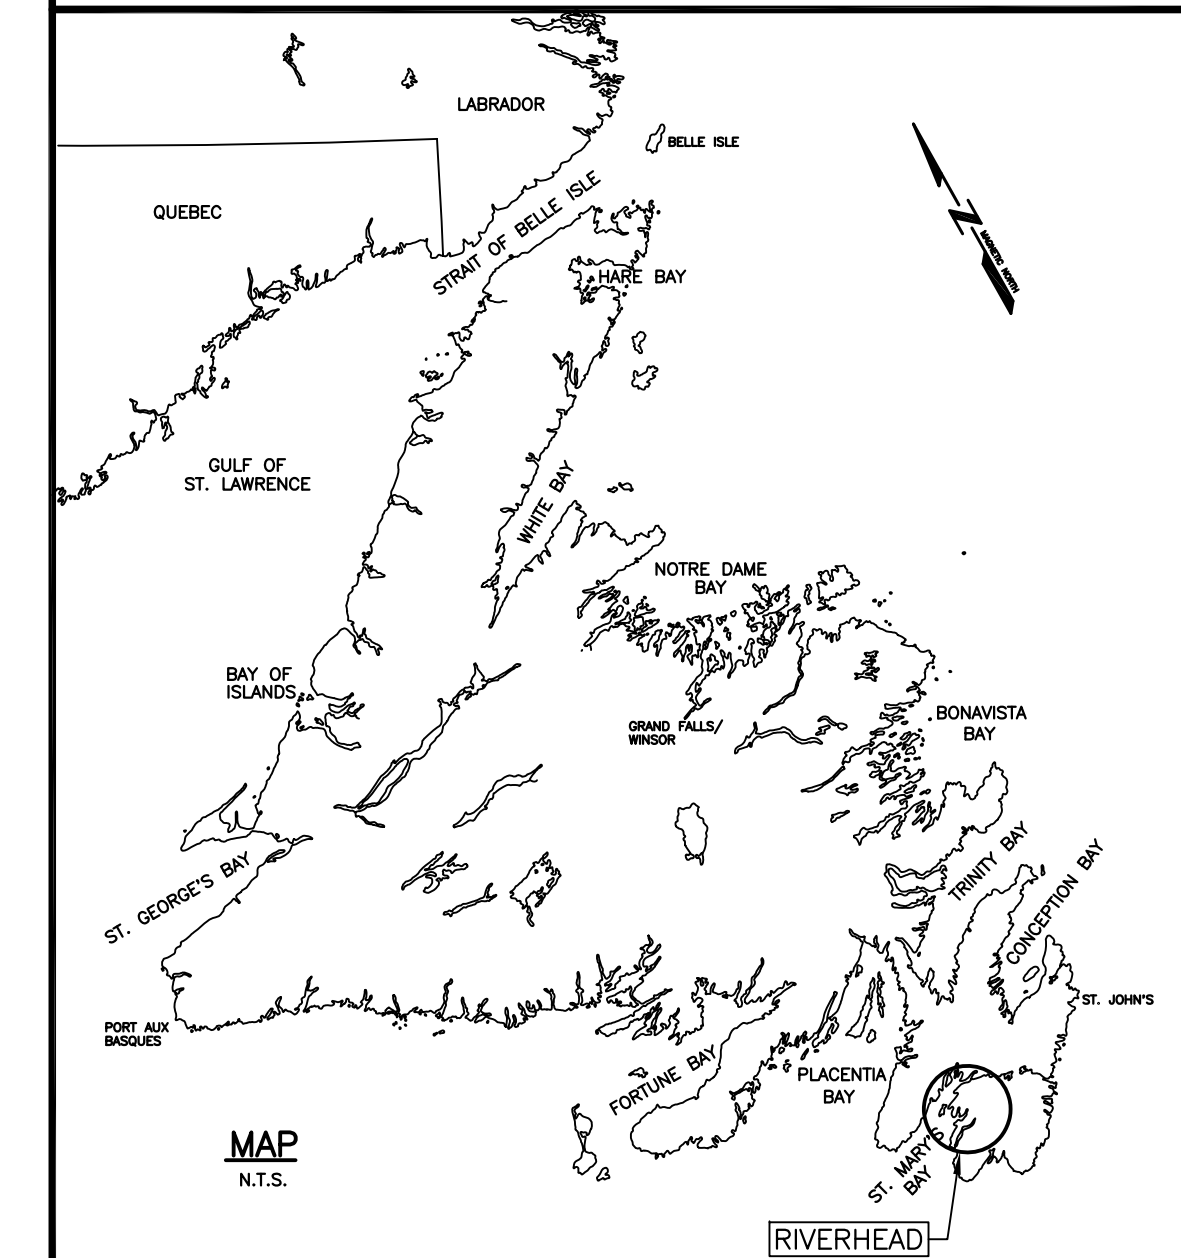 LABRADOR
BELLE ISLE
QUEBEC
STRAIT OF BELLE ISLE
MAGNETIC NORTH
HARE BAY
GULF OF
ST. LAWRENCE
WHITE BAY
NOTRE DAME
BAY
BAY OF
ISLANDS
GRAND FALLS/
WINSOR
BONAVISTA
BAY
TRINITY BAY
CONCEPTION BAY
ST. GEORGE'S BAY
ST. JOHN'S
PORT AUX
BASQUES
FORTUNE BAY
PLACENTIA
BAY
ST. MARY'S
BAY
MAP
N.T.S.
RIVERHEAD